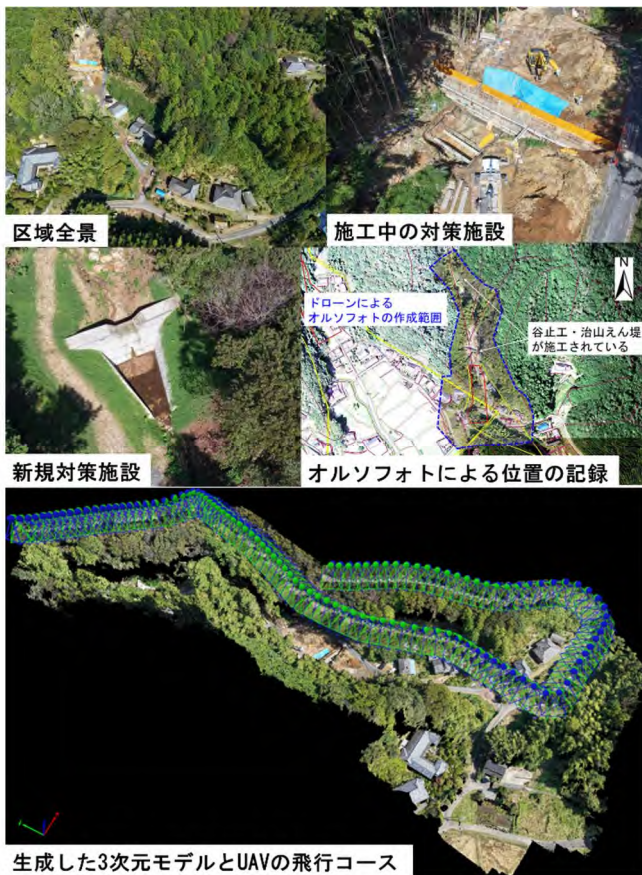 区域全景
施工中の対策施設
新規対策施設
ドローンによる
オルソフォトの作成範囲
N
谷止工・治山えん堤
が施工されている
オルソフォトによる位置の記録
生成した3次元モデルとUAVの飛行コース